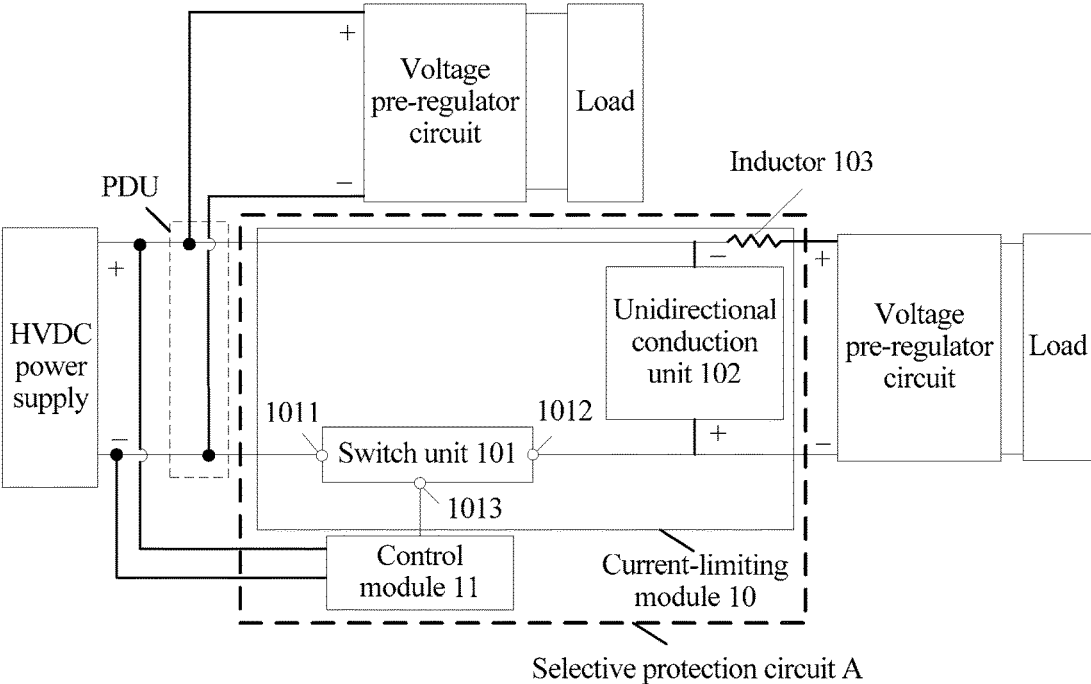 +
Voltage
pre-regulator
circuit
Load
−
PDU
Inductor 103
+
HVDC
power
supply
−
−
+
Unidirectional
conduction
unit 102
+
−
Voltage
pre-regulator
circuit
Load
1011
Switch unit 101
1012
1013
Control
module 11
Current-limiting
module 10
Selective protection circuit A